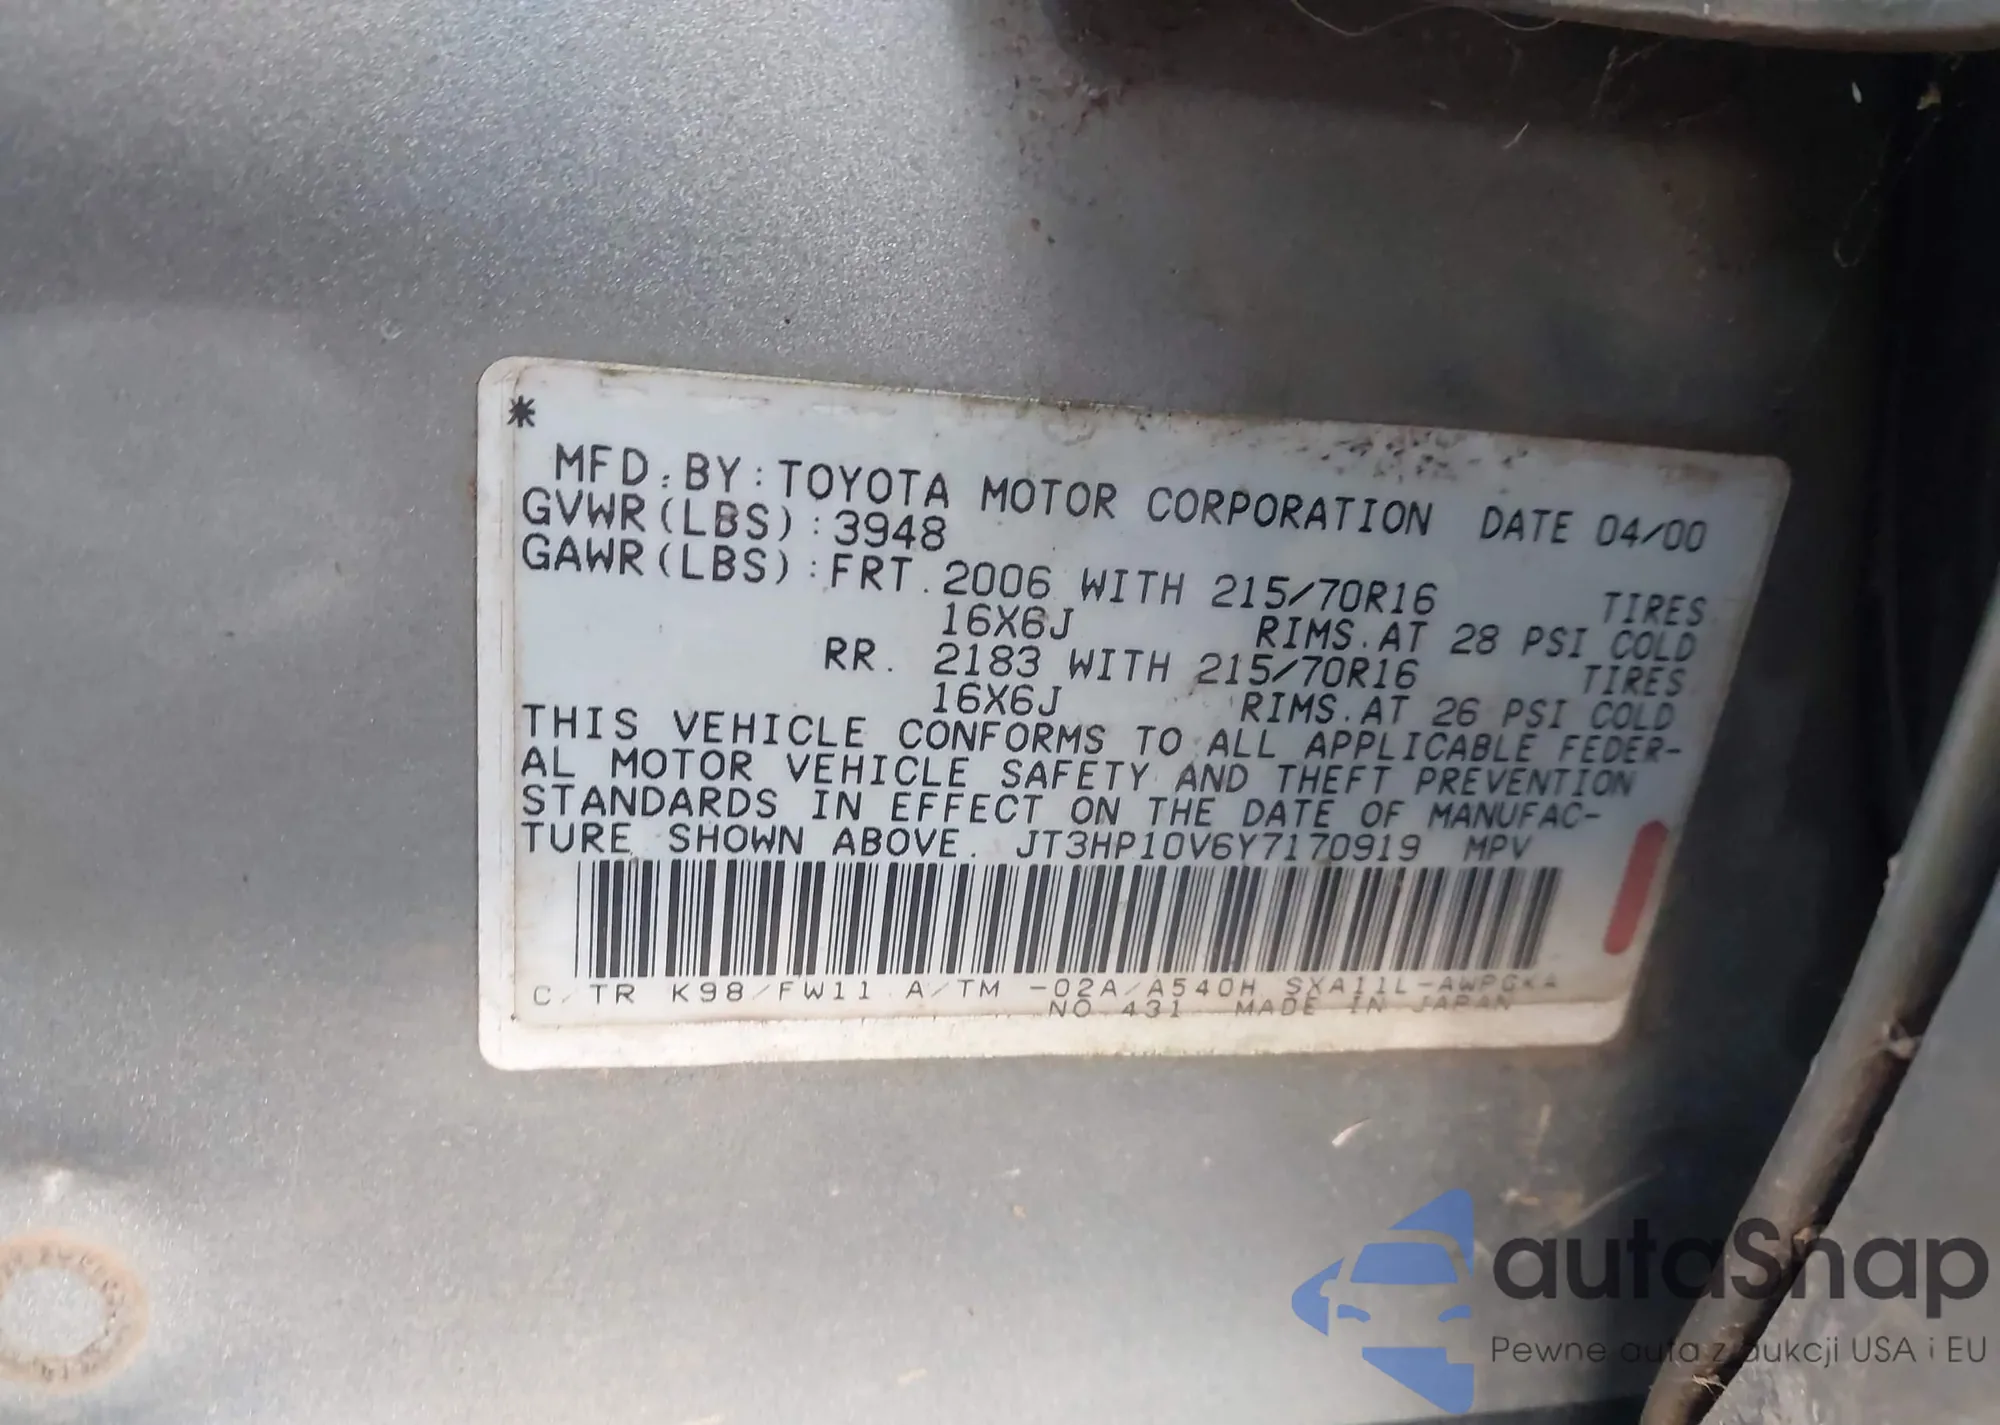 *
MFD. BY: TOYOTA MOTOR CORPORATION DATE 04/00
GVWR(LBS):3948
GAWR(LBS):FRT. 2006 WITH 215/70R16 TIRES
16X6J RIMS.AT 28 PSI COLD
RR. 2183 WITH 215/70R16 TIRES
16X6J RIMS.AT 26 PSI COLD
THIS VEHICLE CONFORMS TO ALL APPLICABLE FEDER-
AL MOTOR VEHICLE SAFETY AND THEFT PREVENTION
STANDARDS IN EFFECT ON THE DATE OF MANUFAC-
TURE SHOWN ABOVE. JT3HP10V6Y7170919 MPV
C/TR K98/FW11 A/TM -02A/A540H SXA11L-AWPGKA
NO 431 MADE IN JAPAN
autaSnap
Pewne auta z aukcji USA i EU